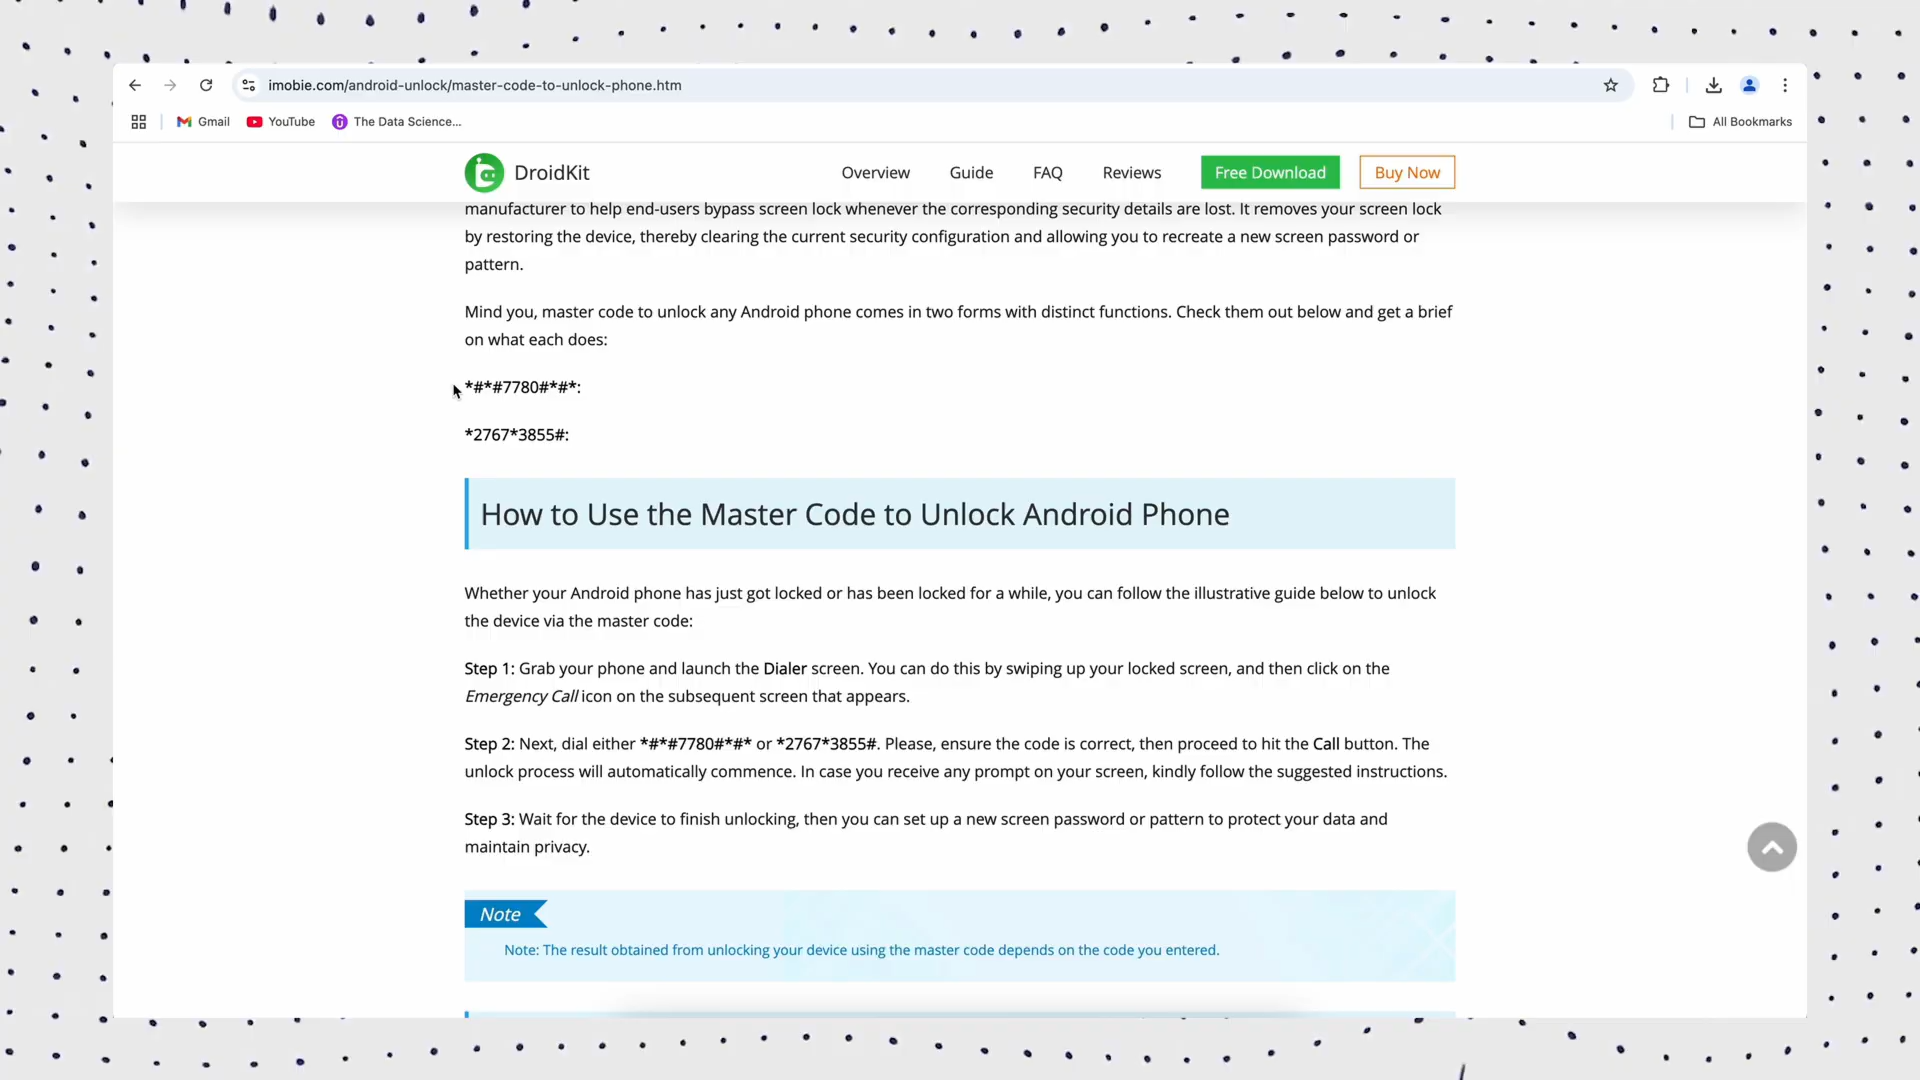 imobie.com/android-unlock/master-code-to-unlock-phone.htm
Gmail YouTube The Data Science... All Bookmarks
DroidKit Overview Guide FAQ Reviews Free Download Buy Now
manufacturer to help end-users bypass screen lock whenever the corresponding security details are lost. It removes your screen lock
by restoring the device, thereby clearing the current security configuration and allowing you to recreate a new screen password or
pattern.
Mind you, master code to unlock any Android phone comes in two forms with distinct functions. Check them out below and get a brief
on what each does:
*#*#7780#*#*:
*2767*3855#:
How to Use the Master Code to Unlock Android Phone
Whether your Android phone has just got locked or has been locked for a while, you can follow the illustrative guide below to unlock
the device via the master code:
Step 1: Grab your phone and launch the Dialer screen. You can do this by swiping up your locked screen, and then click on the
Emergency Call icon on the subsequent screen that appears.
Step 2: Next, dial either *#*#7780#*#* or *2767*3855#. Please, ensure the code is correct, then proceed to hit the Call button. The
unlock process will automatically commence. In case you receive any prompt on your screen, kindly follow the suggested instructions.
Step 3: Wait for the device to finish unlocking, then you can set up a new screen password or pattern to protect your data and
maintain privacy.
Note
Note: The result obtained from unlocking your device using the master code depends on the code you entered.